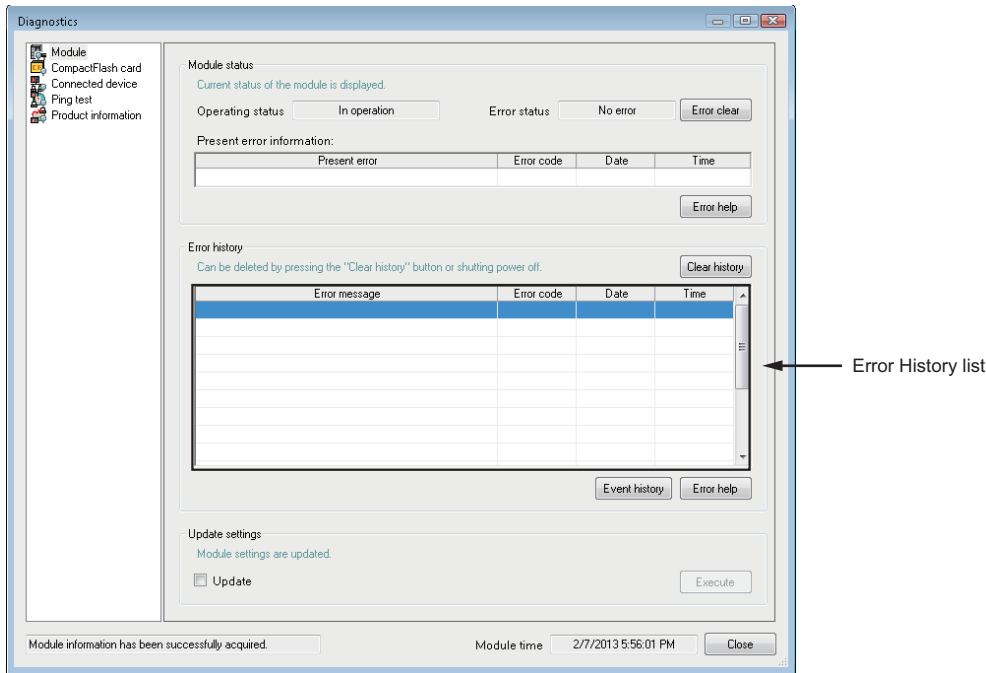 Diagnostics
Module
CompactFlash card
Connected device
Ping test
Product information
Module status
Current status of the module is displayed.
Operating status In operation Error status No error Error clear
Present error information:
Present error Error code Date Time
Error help
Error history
Can be deleted by pressing the "Clear history" button or shutting power off. Clear history
Error message Error code Date Time
Error History list
Event history Error help
Update settings
Module settings are updated.
Update Execute
Module information has been successfully acquired. Module time 2/7/2013 5:56:01 PM Close